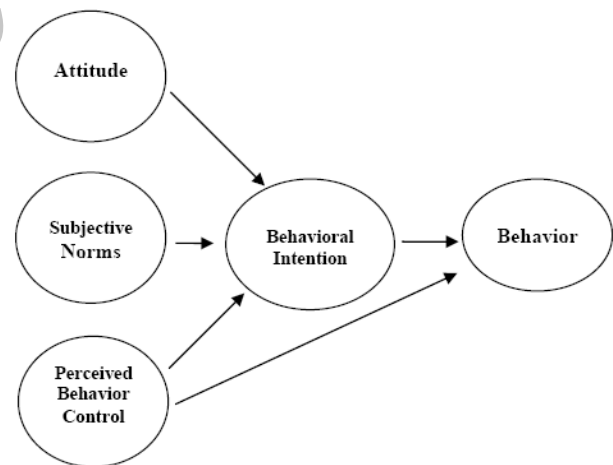 Attitude
Subjective
Norms
Behavioral
Intention
Behavior
Perceived
Behavior
Control